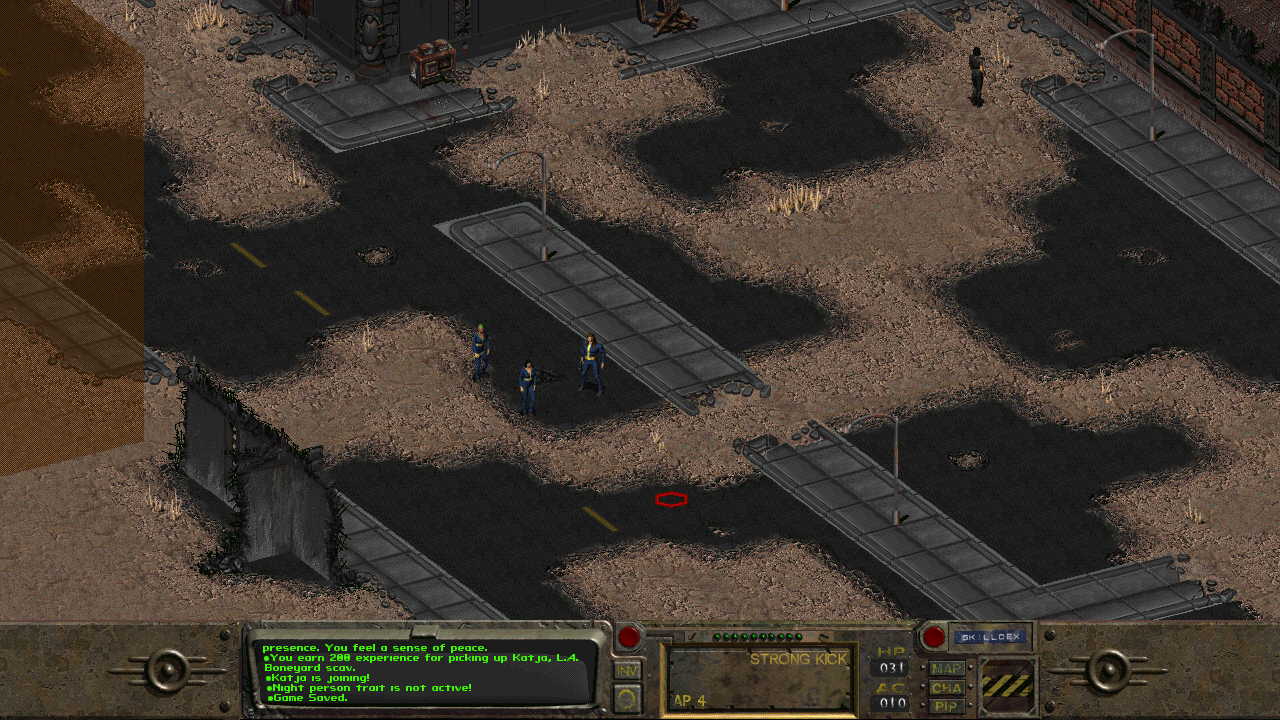 presence. You feel a sense of peace.
•You earn 200 experience for picking up Katja, L.A.
Boneyard scav.
•Katja is joining!
•Night person trait is not active!
•Game Saved.
INV
STRONG KICK
AP 4
HP
031
AC
010
SKILLDEX
MAP
CHA
PIP